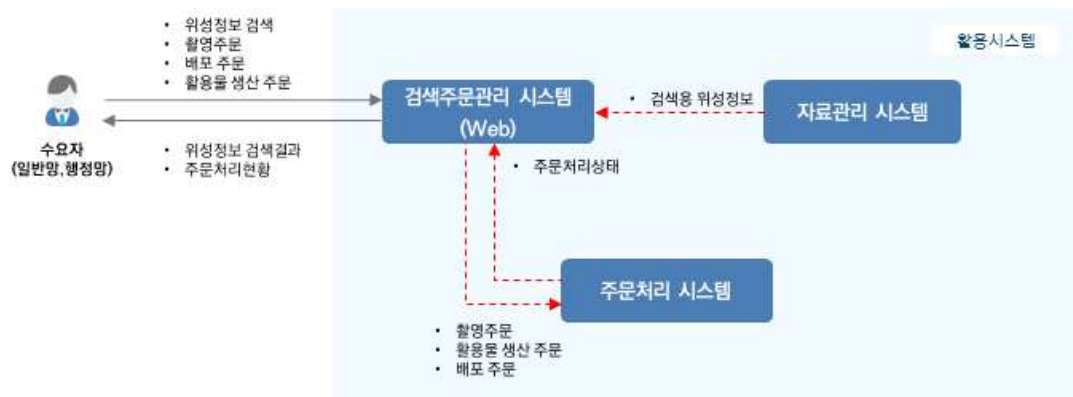 • 위성정보 검색
• 촬영주문
• 배포 주문
• 활용물 생산 주문
활용시스템
수요자
(일반망,행정망)
• 위성정보 검색결과
• 주문처리현황
검색주문관리 시스템
(Web)
• 검색용 위성정보
자료관리 시스템
• 주문처리상태
주문처리 시스템
• 촬영주문
• 활용물 생산 주문
• 배포 주문